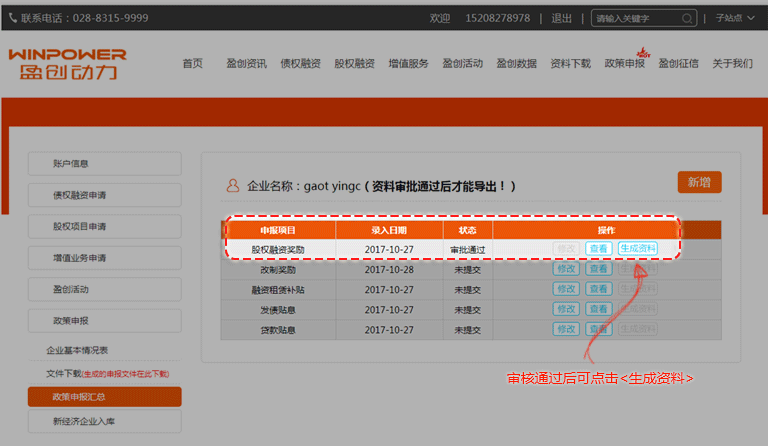 联系电话：028-8315-9999 欢迎 15208278978 | 退出 | 请输入关键字 | 子站点
WINPOWER
盈创动力
首页 盈创资讯 债权融资 股权融资 增值服务 盈创活动 盈创数据 资料下载 政策申报 盈创征信 关于我们
账户信息
债权融资申请
股权项目申请
增值业务申请
盈创活动
政策申报
企业基本情况表
文件下载(生成的申报文件在此下载)
政策申报汇总
新经济企业入库
企业名称：gaot yingc（资料审批通过后才能导出！） 新增
申报项目 录入日期 状态 操作
股权融资奖励 2017-10-27 审批通过 修改 查看 生成资料
改制奖励 2017-10-28 未提交 修改 查看 生成资料
融资租赁补贴 2017-10-27 未提交 修改 查看 生成资料
发债贴息 2017-10-27 未提交 修改 查看 生成资料
贷款贴息 2017-10-27 未提交 修改 查看 生成资料
审核通过后可点击<生成资料>